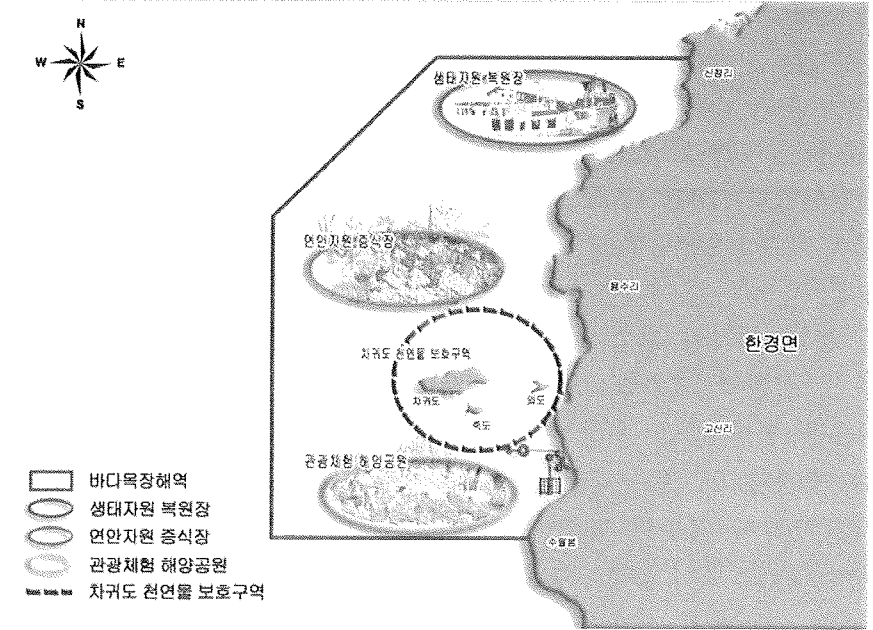 N
W E
S
생태자원 복원장
신창리
연안자원 증식장
용수리
한경면
차귀도 천연물 보호구역
차귀도
와도
죽도
고산리
관광체험 해양공원
수월봉
바다목장해역
생태자원 복원장
연안자원 증식장
관광체험 해양공원
차귀도 천연물 보호구역